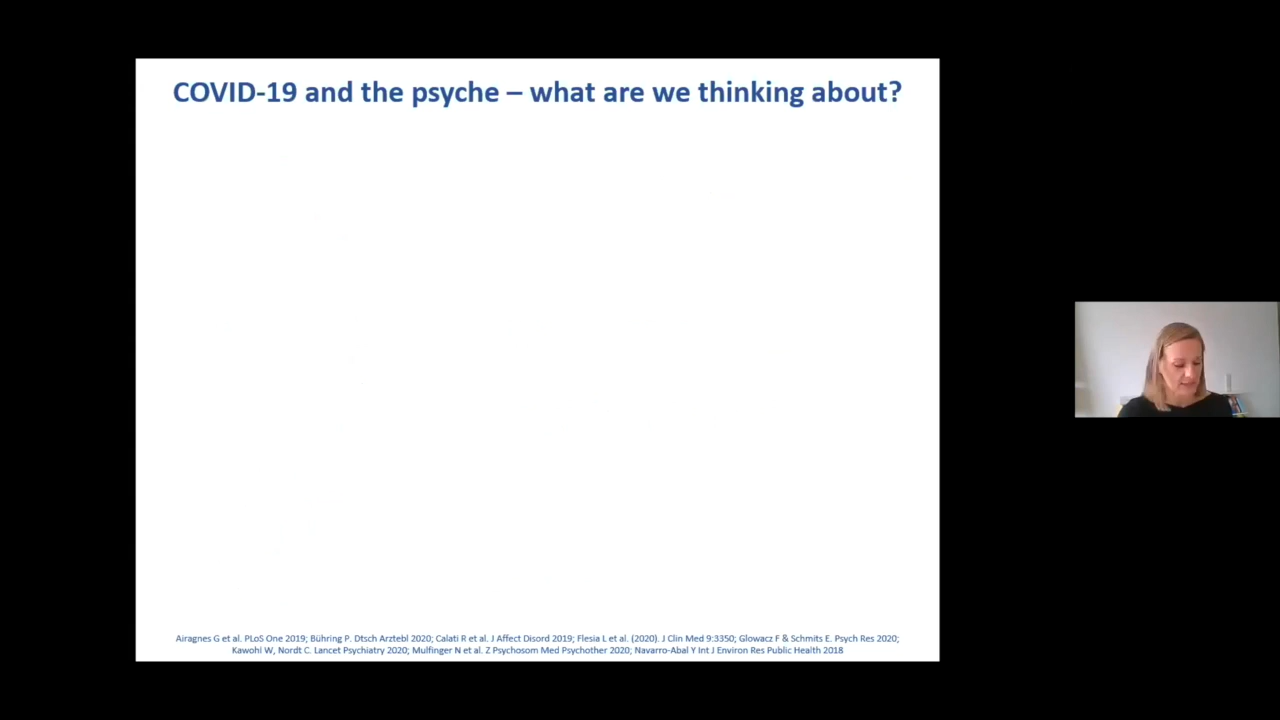 COVID-19 and the psyche – what are we thinking about?
Airagnes G et al. PLoS One 2019; Bühring P. Dtsch Arztebl 2020; Calati R et al. J Affect Disord 2019; Flesia L et al. (2020). J Clin Med 9:3350; Glowacz F & Schmits E. Psych Res 2020;
Kawohl W, Nordt C. Lancet Psychiatry 2020; Mulfinger N et al. Z Psychosom Med Psychother 2020; Navarro-Abal Y Int J Environ Res Public Health 2018